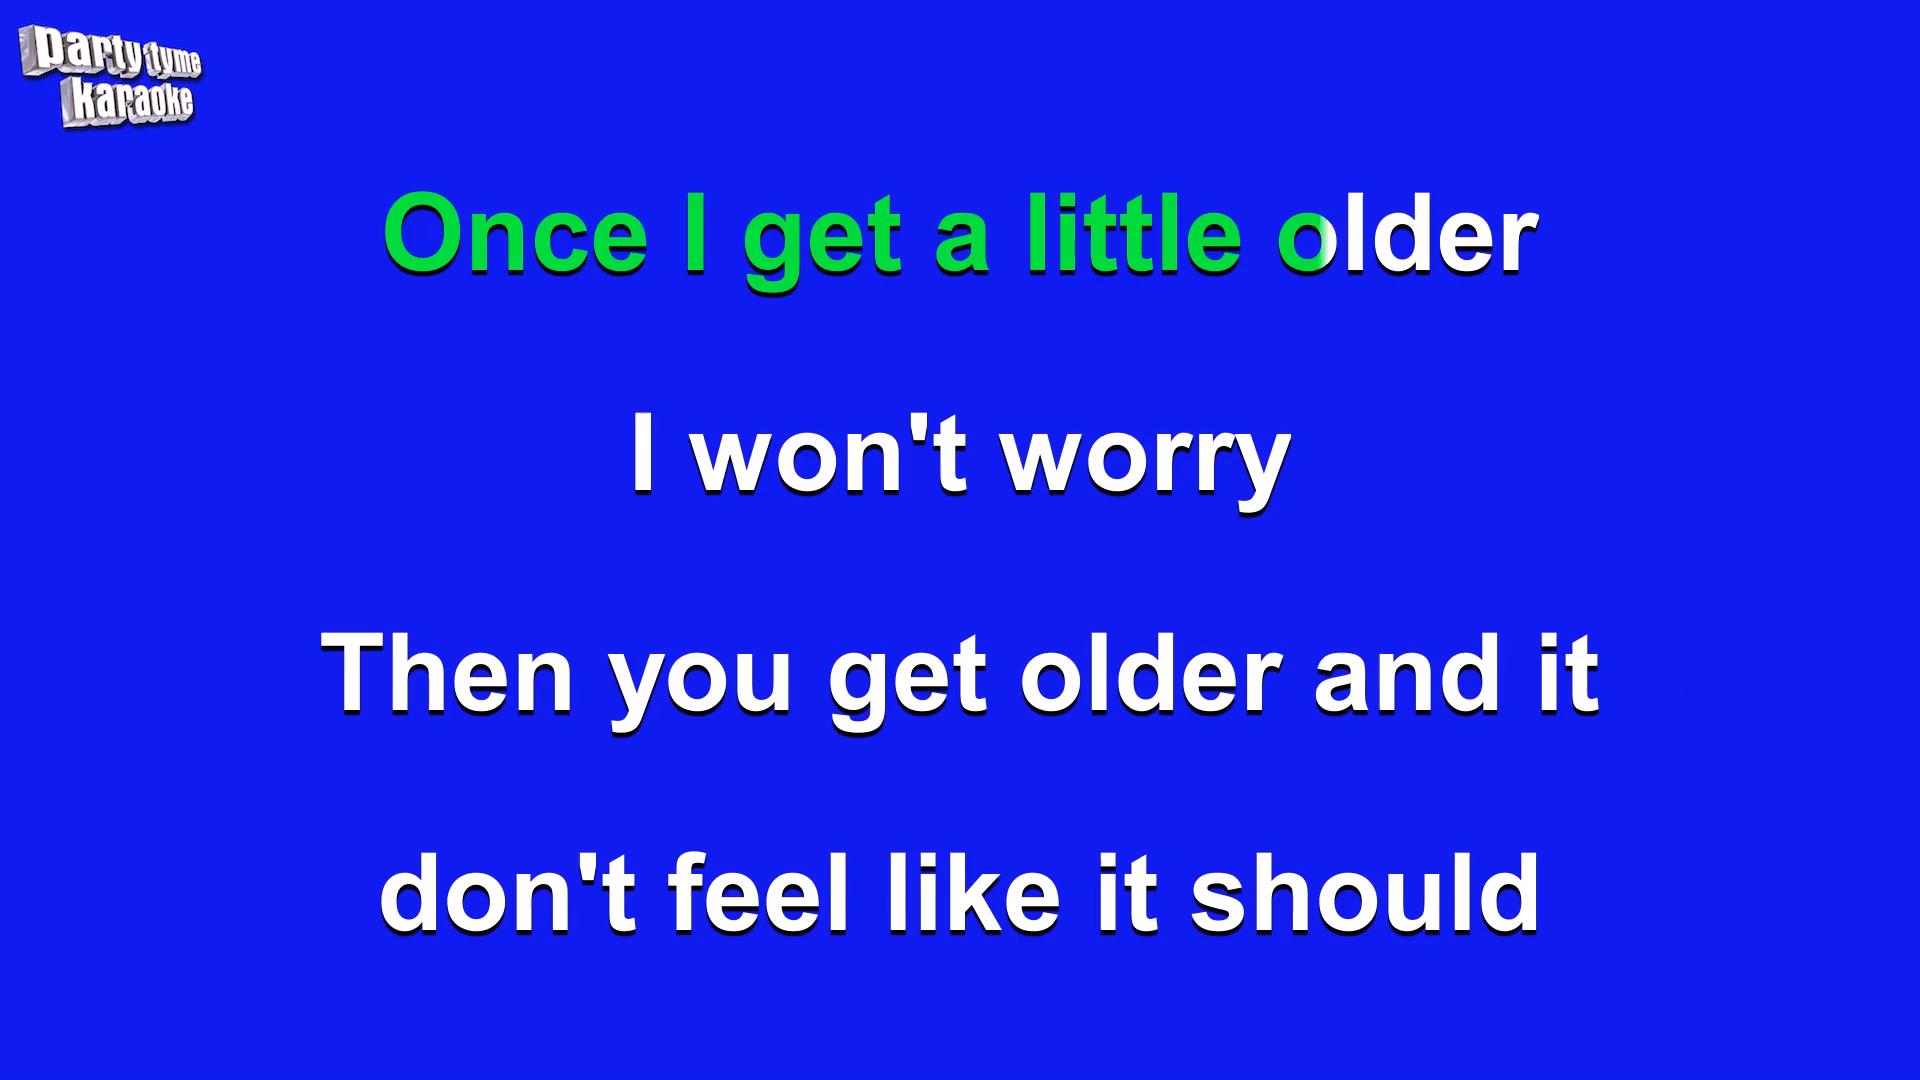 party tyme
karaoke
Once I get a little older
I won't worry
Then you get older and it
don't feel like it should